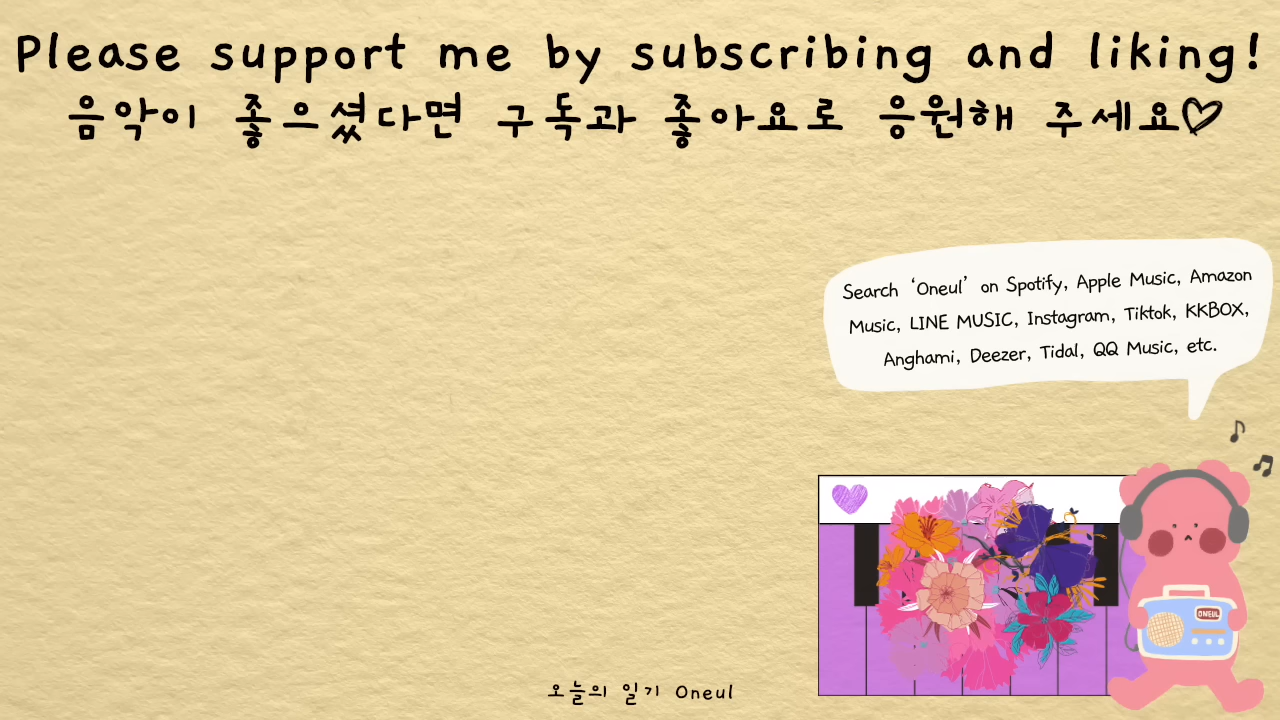 Please support me by subscribing and liking!
음악이 좋으셨다면 구독과 좋아요로 응원해 주세요♡
Search ‘Oneul’ on Spotify, Apple Music, Amazon
Music, LINE MUSIC, Instagram, Tiktok, KKBOX,
Anghami, Deezer, Tidal, QQ Music, etc.
ONEUL
오늘의 일기 Oneul